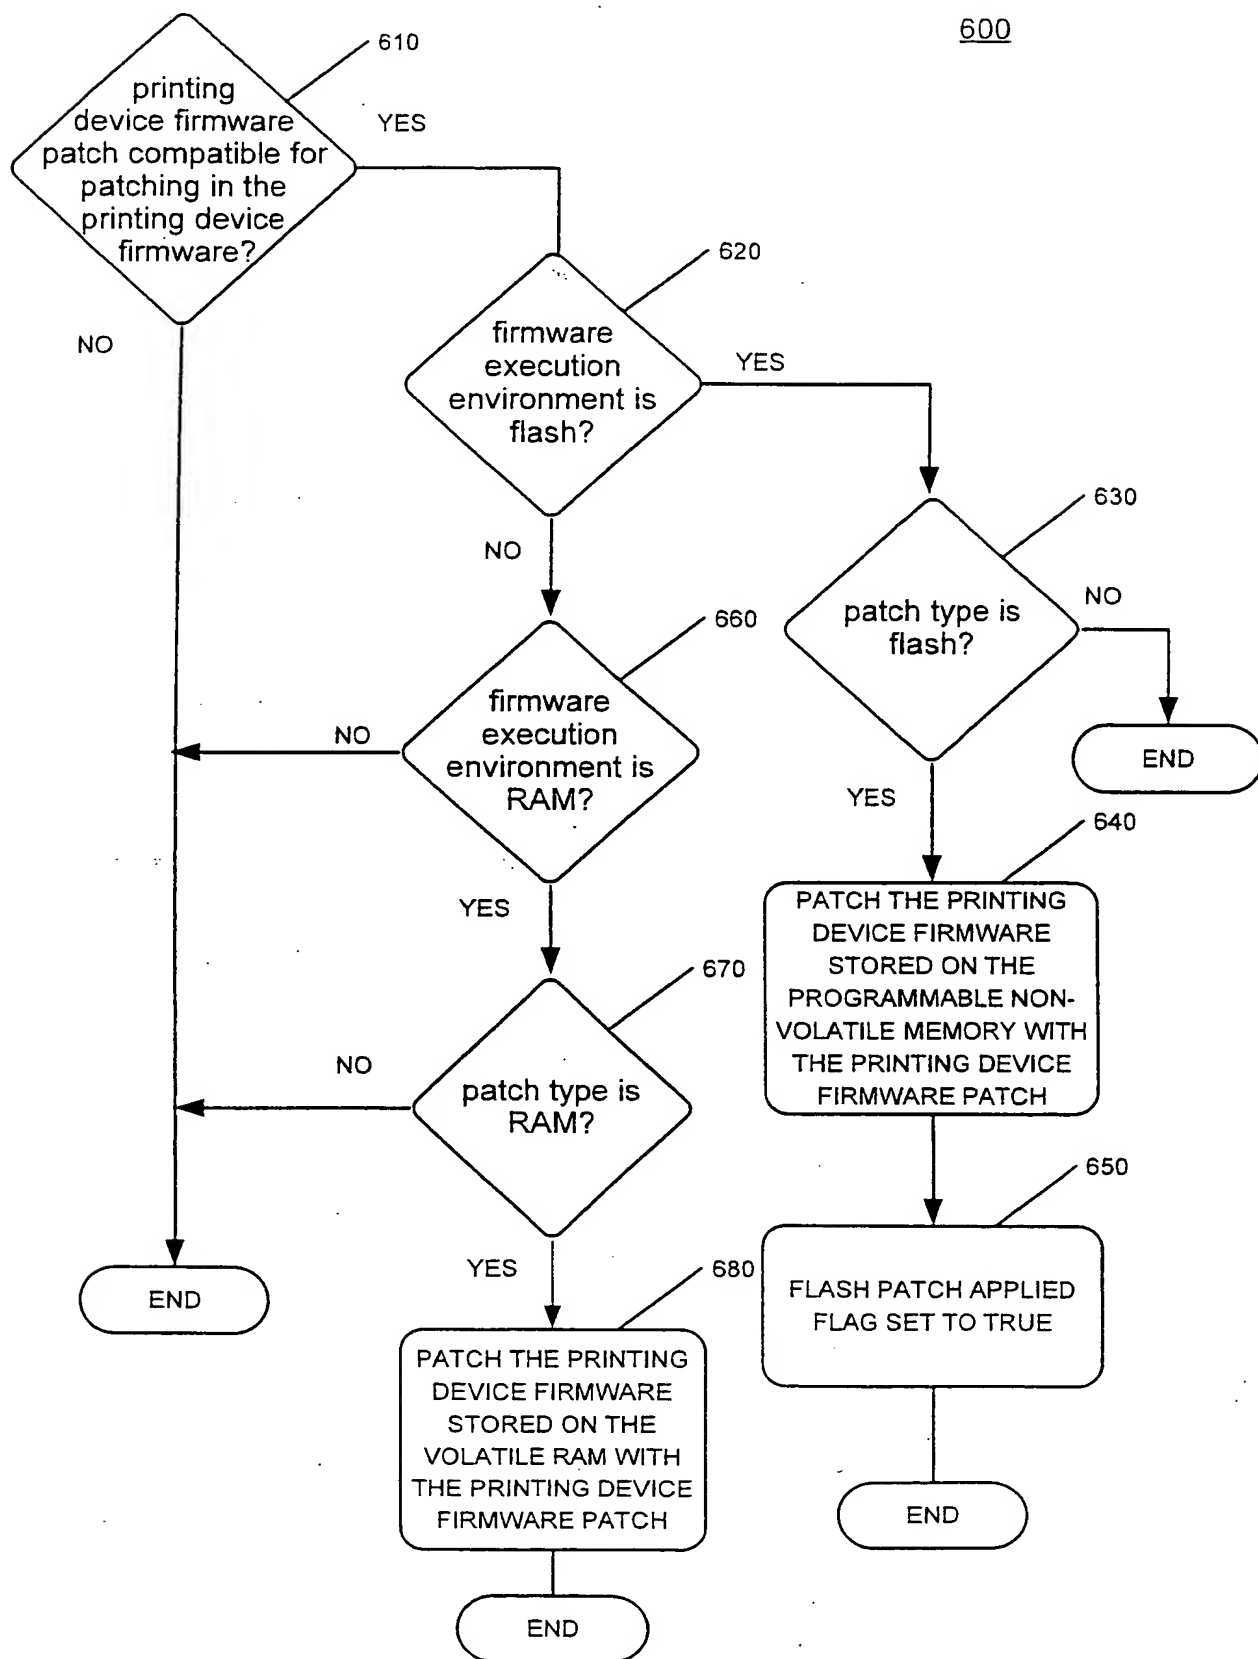 600
610
printing
device firmware
patch compatible for
patching in the
printing device
firmware?
YES
NO
620
firmware
execution
environment is
flash?
YES
NO
630
patch type is
flash?
NO
END
YES
640
PATCH THE PRINTING
DEVICE FIRMWARE
STORED ON THE
PROGRAMMABLE NON-
VOLATILE MEMORY WITH
THE PRINTING DEVICE
FIRMWARE PATCH
650
FLASH PATCH APPLIED
FLAG SET TO TRUE
END
660
firmware
execution
environment is
RAM?
NO
YES
670
patch type is
RAM?
NO
END
YES
680
PATCH THE PRINTING
DEVICE FIRMWARE
STORED ON THE
VOLATILE RAM WITH
THE PRINTING DEVICE
FIRMWARE PATCH
END